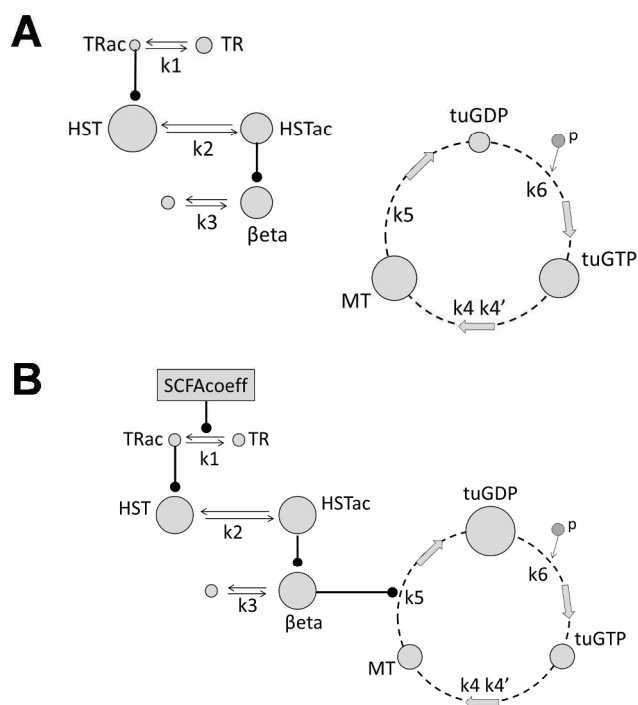 A
TRac TR
k1
HST HSTac
k2
k3
βeta
tuGDP
p
k6
k5
tuGTP
MT
k4 k4’
B
SCFAcoeff
TRac TR
k1
HST HSTac
k2
k3
βeta
tuGDP
p
k6
k5
tuGTP
MT
k4 k4’